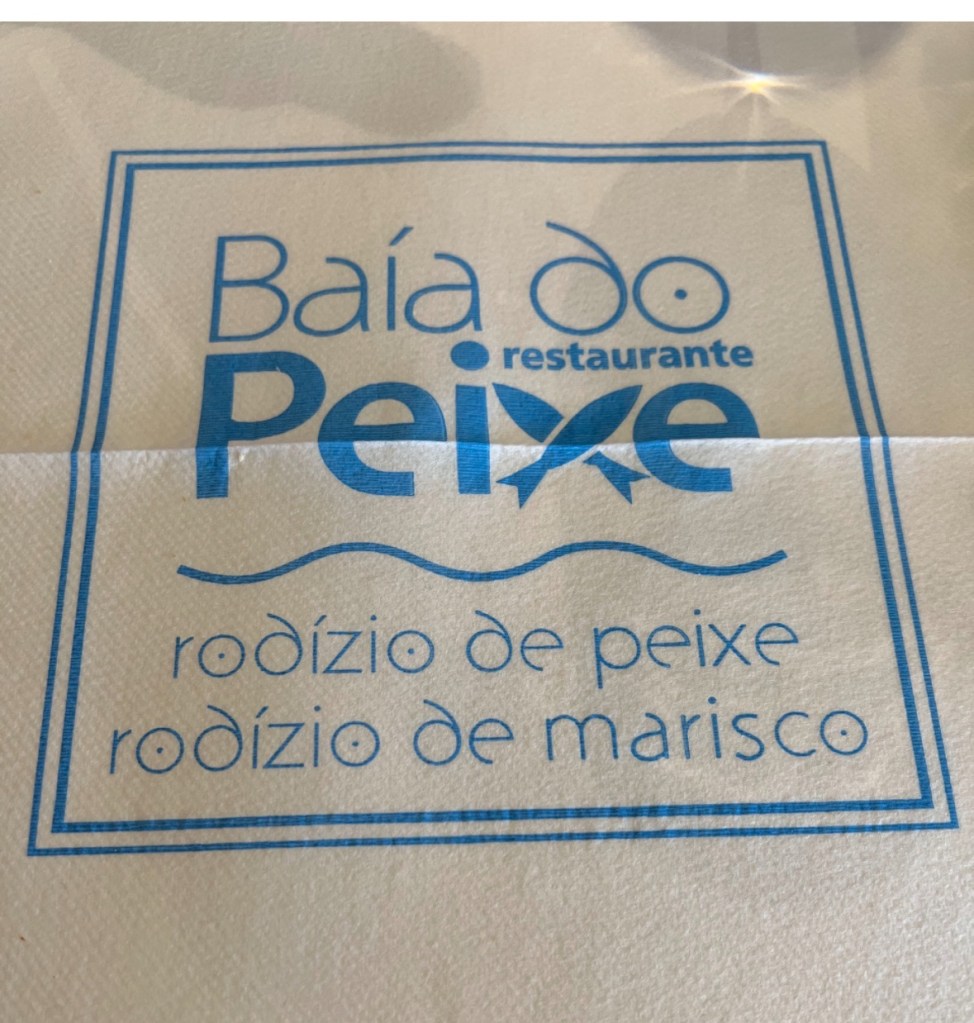 Baía do
restaurante
Peixe
rodízio de peixe
rodízio de marisco